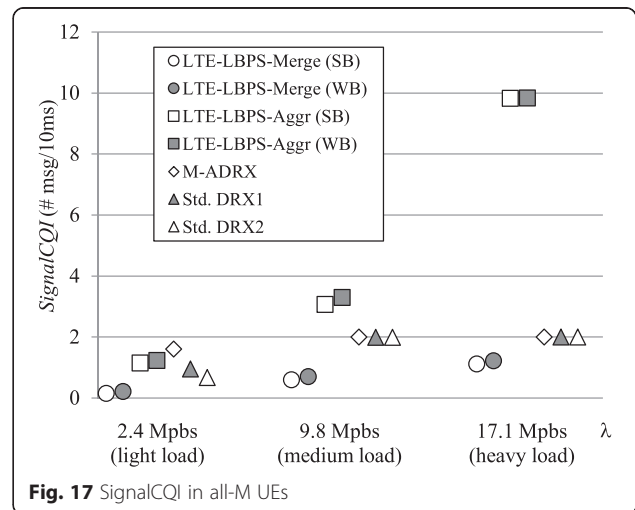 12
10
8
6
4
2
0
SignalCQI (# msg/10ms)
LTE-LBPS-Merge (SB)
LTE-LBPS-Merge (WB)
LTE-LBPS-Aggr (SB)
LTE-LBPS-Aggr (WB)
M-ADRX
Std. DRX1
Std. DRX2
2.4 Mpbs
(light load)
9.8 Mpbs
(medium load)
17.1 Mpbs
(heavy load)
λ
Fig. 17 SignalCQI in all-M UEs